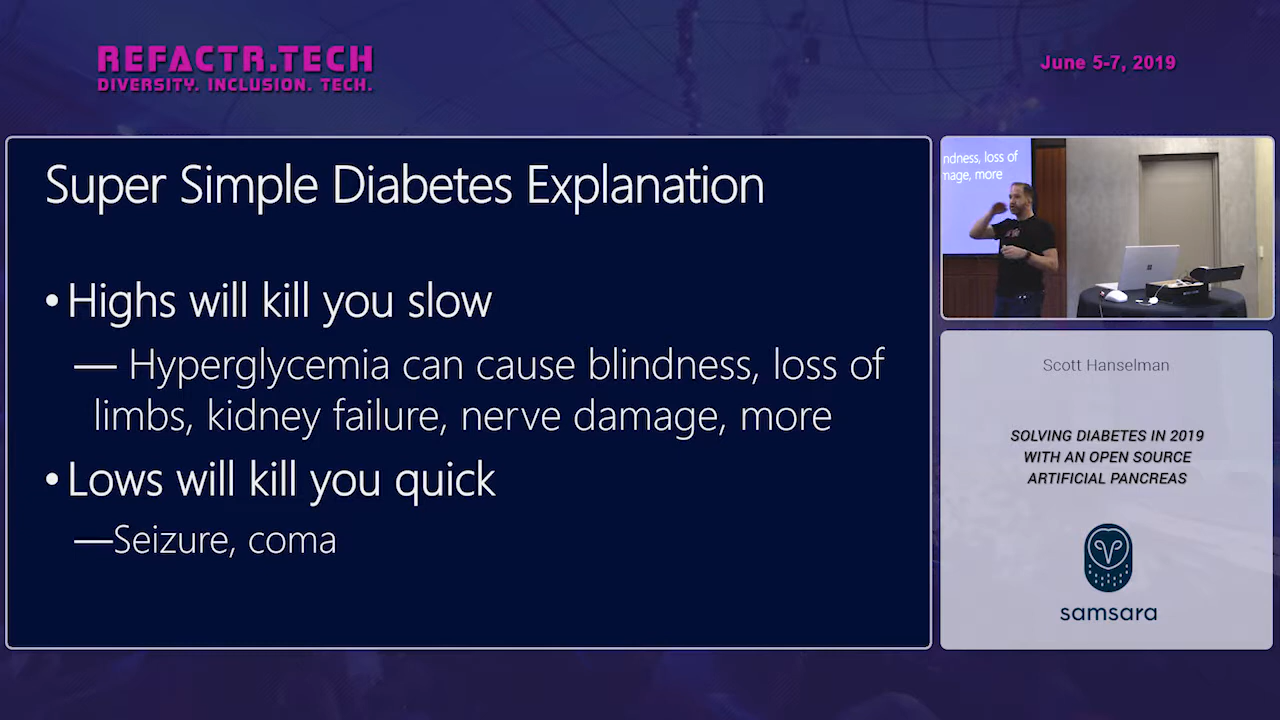 REFACTR.TECH
DIVERSITY. INCLUSION. TECH.
June 5-7, 2019
Super Simple Diabetes Explanation
• Highs will kill you slow
— Hyperglycemia can cause blindness, loss of
limbs, kidney failure, nerve damage, more
• Lows will kill you quick
—Seizure, coma
ndness, loss of
mage, more
Scott Hanselman
SOLVING DIABETES IN 2019
WITH AN OPEN SOURCE
ARTIFICIAL PANCREAS
samsara